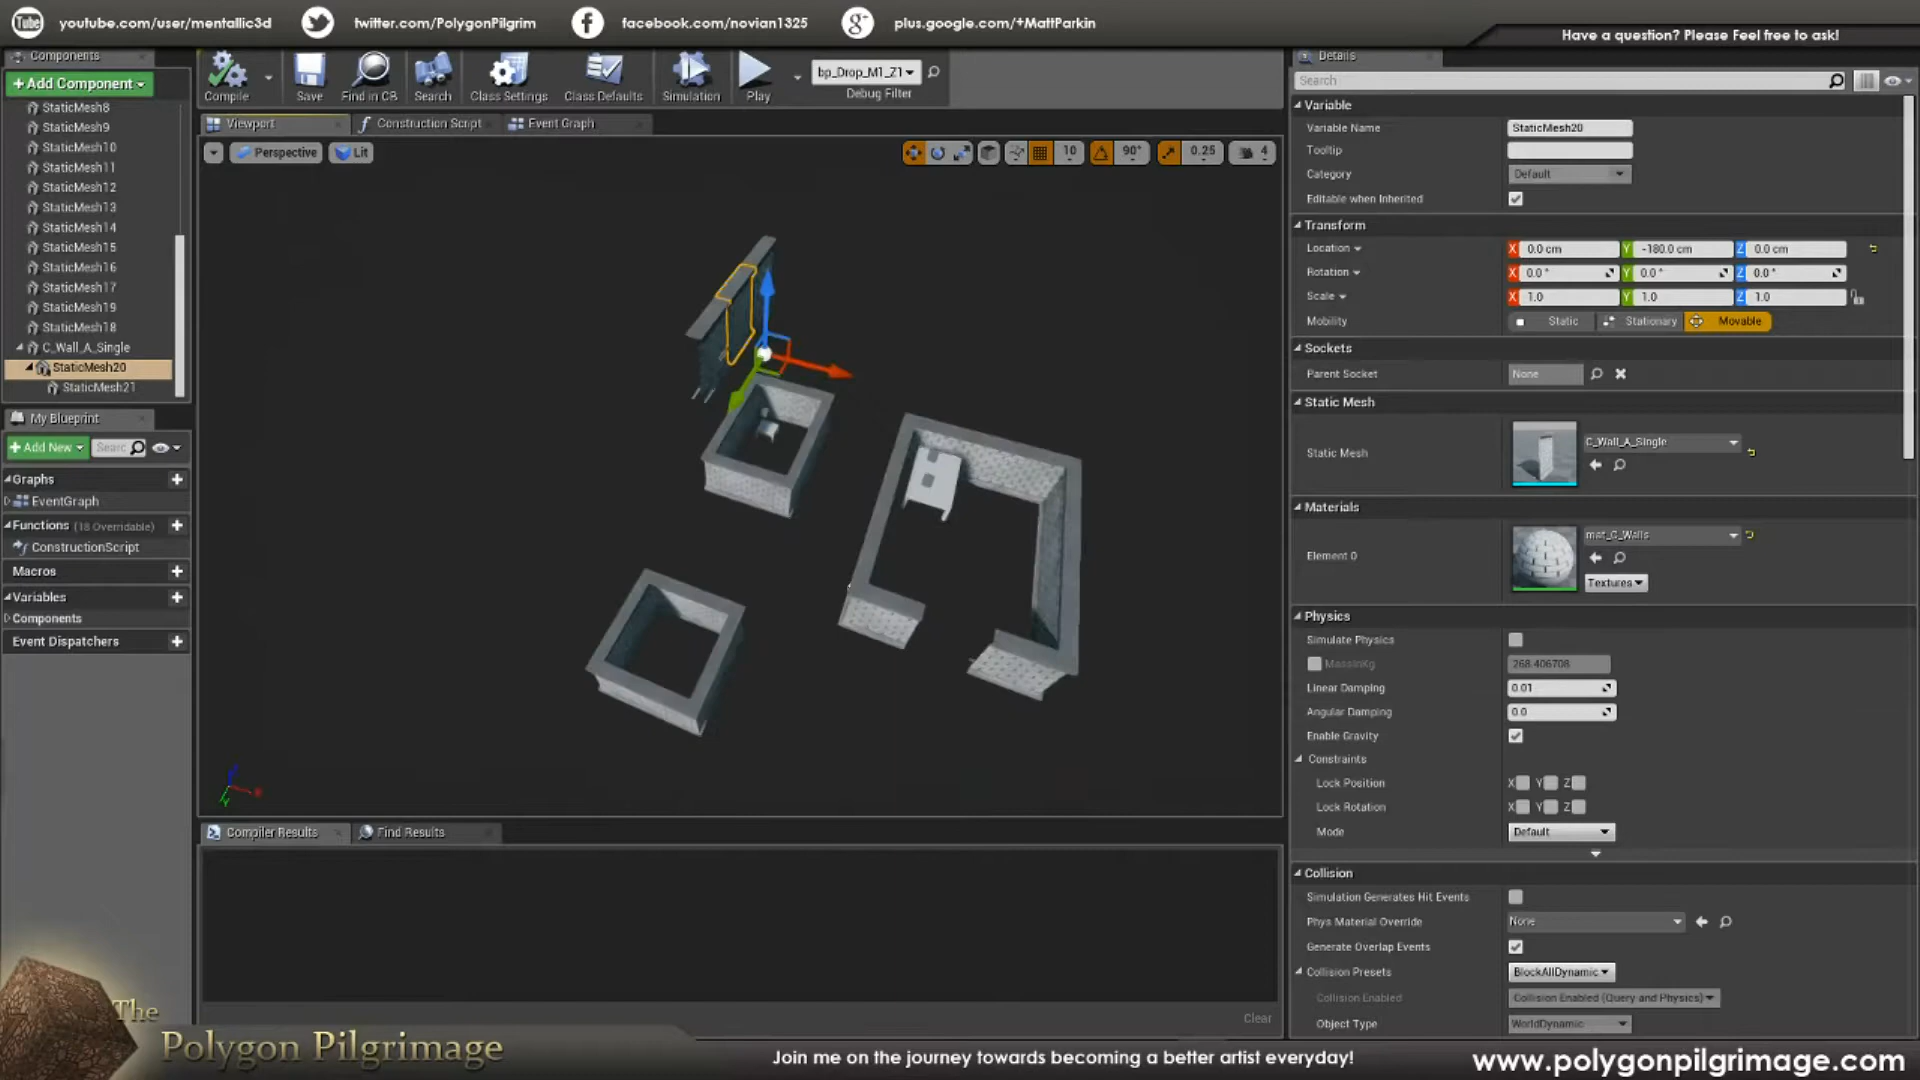 You Tube youtube.com/user/mentallic3d twitter.com/PolygonPilgrim facebook.com/novian1325 plus.google.com/+MattParkin
Have a question? Please Feel free to ask!
Components
+ Add Component
StaticMesh8
StaticMesh9
StaticMesh10
StaticMesh11
StaticMesh12
StaticMesh13
StaticMesh14
StaticMesh15
StaticMesh16
StaticMesh17
StaticMesh19
StaticMesh18
C_Wall_A_Single
StaticMesh20
StaticMesh21
My Blueprint
+ Add New Searc
Graphs
EventGraph
Functions (18 Overridable)
ConstructionScript
Macros
Variables
Components
Event Dispatchers
Compile Save Find in CB Search Class Settings Class Defaults Simulation Play
bp_Drop_M1_Z1
Debug Filter
Viewport Construction Script Event Graph
Perspective Lit 10 90° 0.25 4
Compiler Results Find Results
Clear
Details
Search
Variable
Variable Name StaticMesh20
Tooltip
Category Default
Editable when Inherited
Transform
Location X 0.0 cm Y -180.0 cm Z 0.0 cm
Rotation X 0.0 ° Y 0.0 ° Z 0.0 °
Scale X 1.0 Y 1.0 Z 1.0
Mobility Static Stationary Movable
Sockets
Parent Socket None
Static Mesh
Static Mesh C_Wall_A_Single
Materials
Element 0 mat_C_Walls
Textures
Physics
Simulate Physics
MassInKg 268.406708
Linear Damping 0.01
Angular Damping 0.0
Enable Gravity
Constraints
Lock Position X Y Z
Lock Rotation X Y Z
Mode Default
Collision
Simulation Generates Hit Events
Phys Material Override None
Generate Overlap Events
Collision Presets BlockAllDynamic
Collision Enabled Collision Enabled (Query and Physics)
Object Type WorldDynamic
The
Polygon Pilgrimage
Join me on the journey towards becoming a better artist everyday!
www.polygonpilgrimage.com